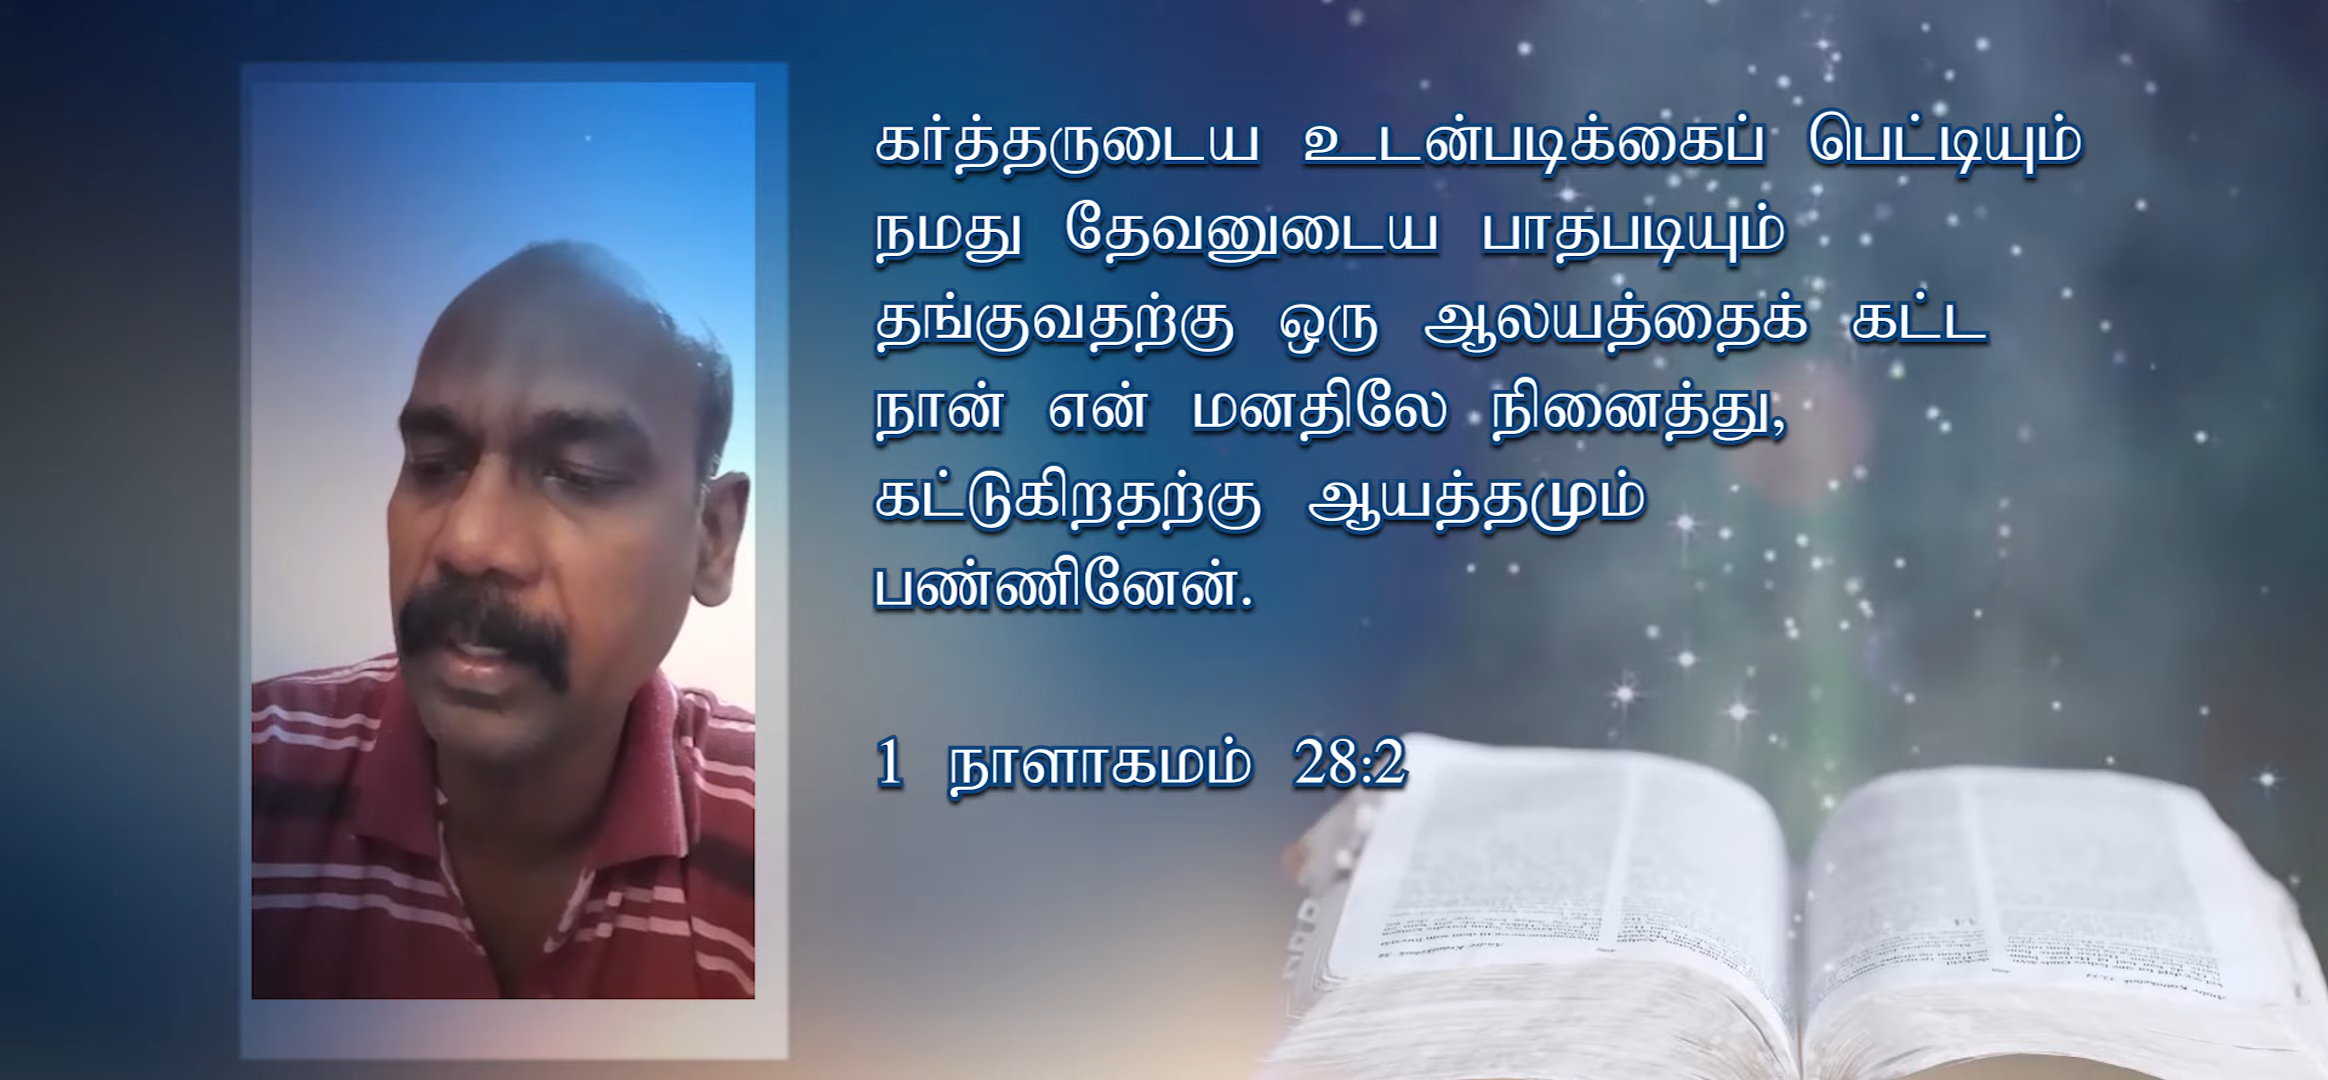 கர்த்தருடைய உடன்படிக்கைப் பெட்டியும்
நமது தேவனுடைய பாதபடியும்
தங்குவதற்கு ஒரு ஆலயத்தைக் கட்ட
நான் என் மனதிலே நினைத்து,
கட்டுகிறதற்கு ஆயத்தமும்
பண்ணினேன்.
1 நாளாகமம் 28:2